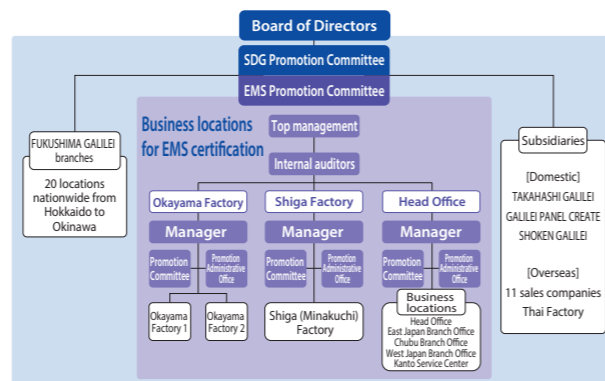 Board of Directors
SDG Promotion Committee
EMS Promotion Committee
FUKUSHIMA GALILEI
branches
20 locations
nationwide from
Hokkaido to
Okinawa
Business locations
for EMS certification
Top management
Internal auditors
Okayama Factory
Manager
Promotion
Committee
Promotion
Administrative
Office
Okayama
Factory 1
Okayama
Factory 2
Shiga Factory
Manager
Promotion
Committee
Promotion
Administrative
Office
Shiga (Minakuchi)
Factory
Head Office
Manager
Promotion
Committee
Promotion
Administrative
Office
Business
locations
Head Office
East Japan Branch Office
Chubu Branch Office
West Japan Branch Office
Kanto Service Center
Subsidiaries
[Domestic]
TAKAHASHI GALILEI
GALILEI PANEL CREATE
SHOKEN GALILEI
[Overseas]
11 sales companies
Thai Factory